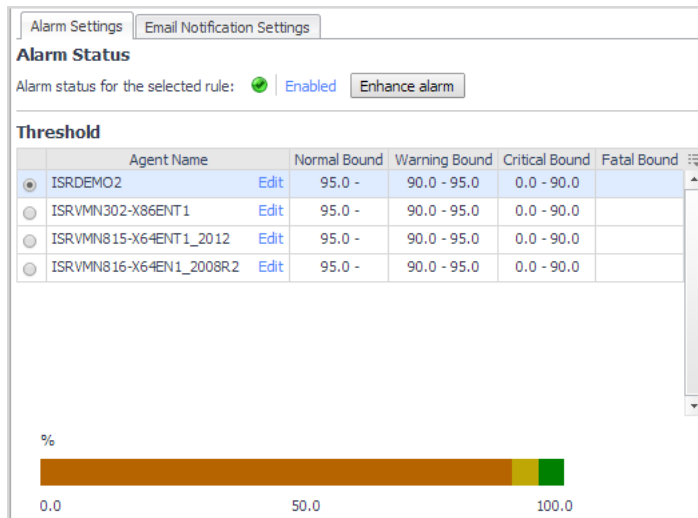 Alarm Settings Email Notification Settings
Alarm Status
Alarm status for the selected rule: Enabled Enhance alarm
Threshold
Agent Name Normal Bound Warning Bound Critical Bound Fatal Bound
ISRDEMO2 Edit 95.0 - 90.0 - 95.0 0.0 - 90.0
ISRVMN302-X86ENT1 Edit 95.0 - 90.0 - 95.0 0.0 - 90.0
ISRVMN815-X64ENT1_2012 Edit 95.0 - 90.0 - 95.0 0.0 - 90.0
ISRVMN816-X64EN1_2008R2 Edit 95.0 - 90.0 - 95.0 0.0 - 90.0
%
0.0 50.0 100.0